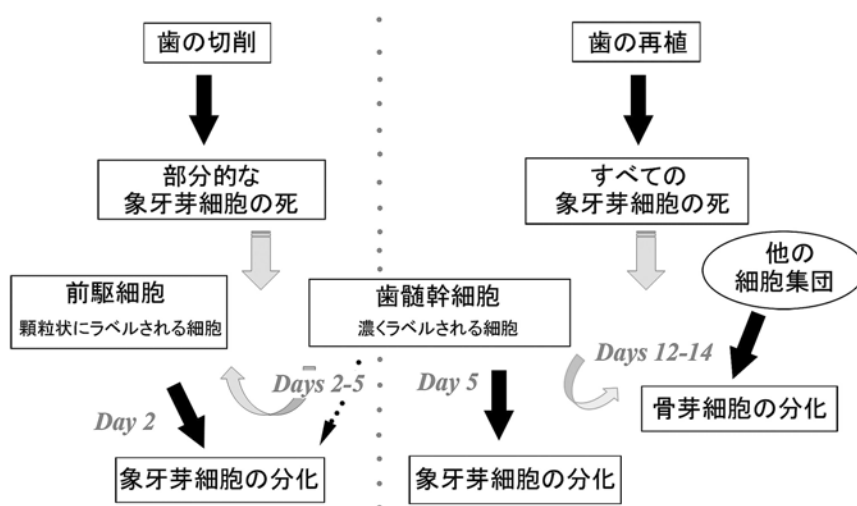 歯の切削
歯の再植
部分的な
象牙芽細胞の死
すべての
象牙芽細胞の死
他の
細胞集団
前駆細胞
顆粒状にラベルされる細胞
歯髄幹細胞
濃くラベルされる細胞
Days 12-14
Days 2-5
Day 5
Day 2
骨芽細胞の分化
象牙芽細胞の分化
象牙芽細胞の分化